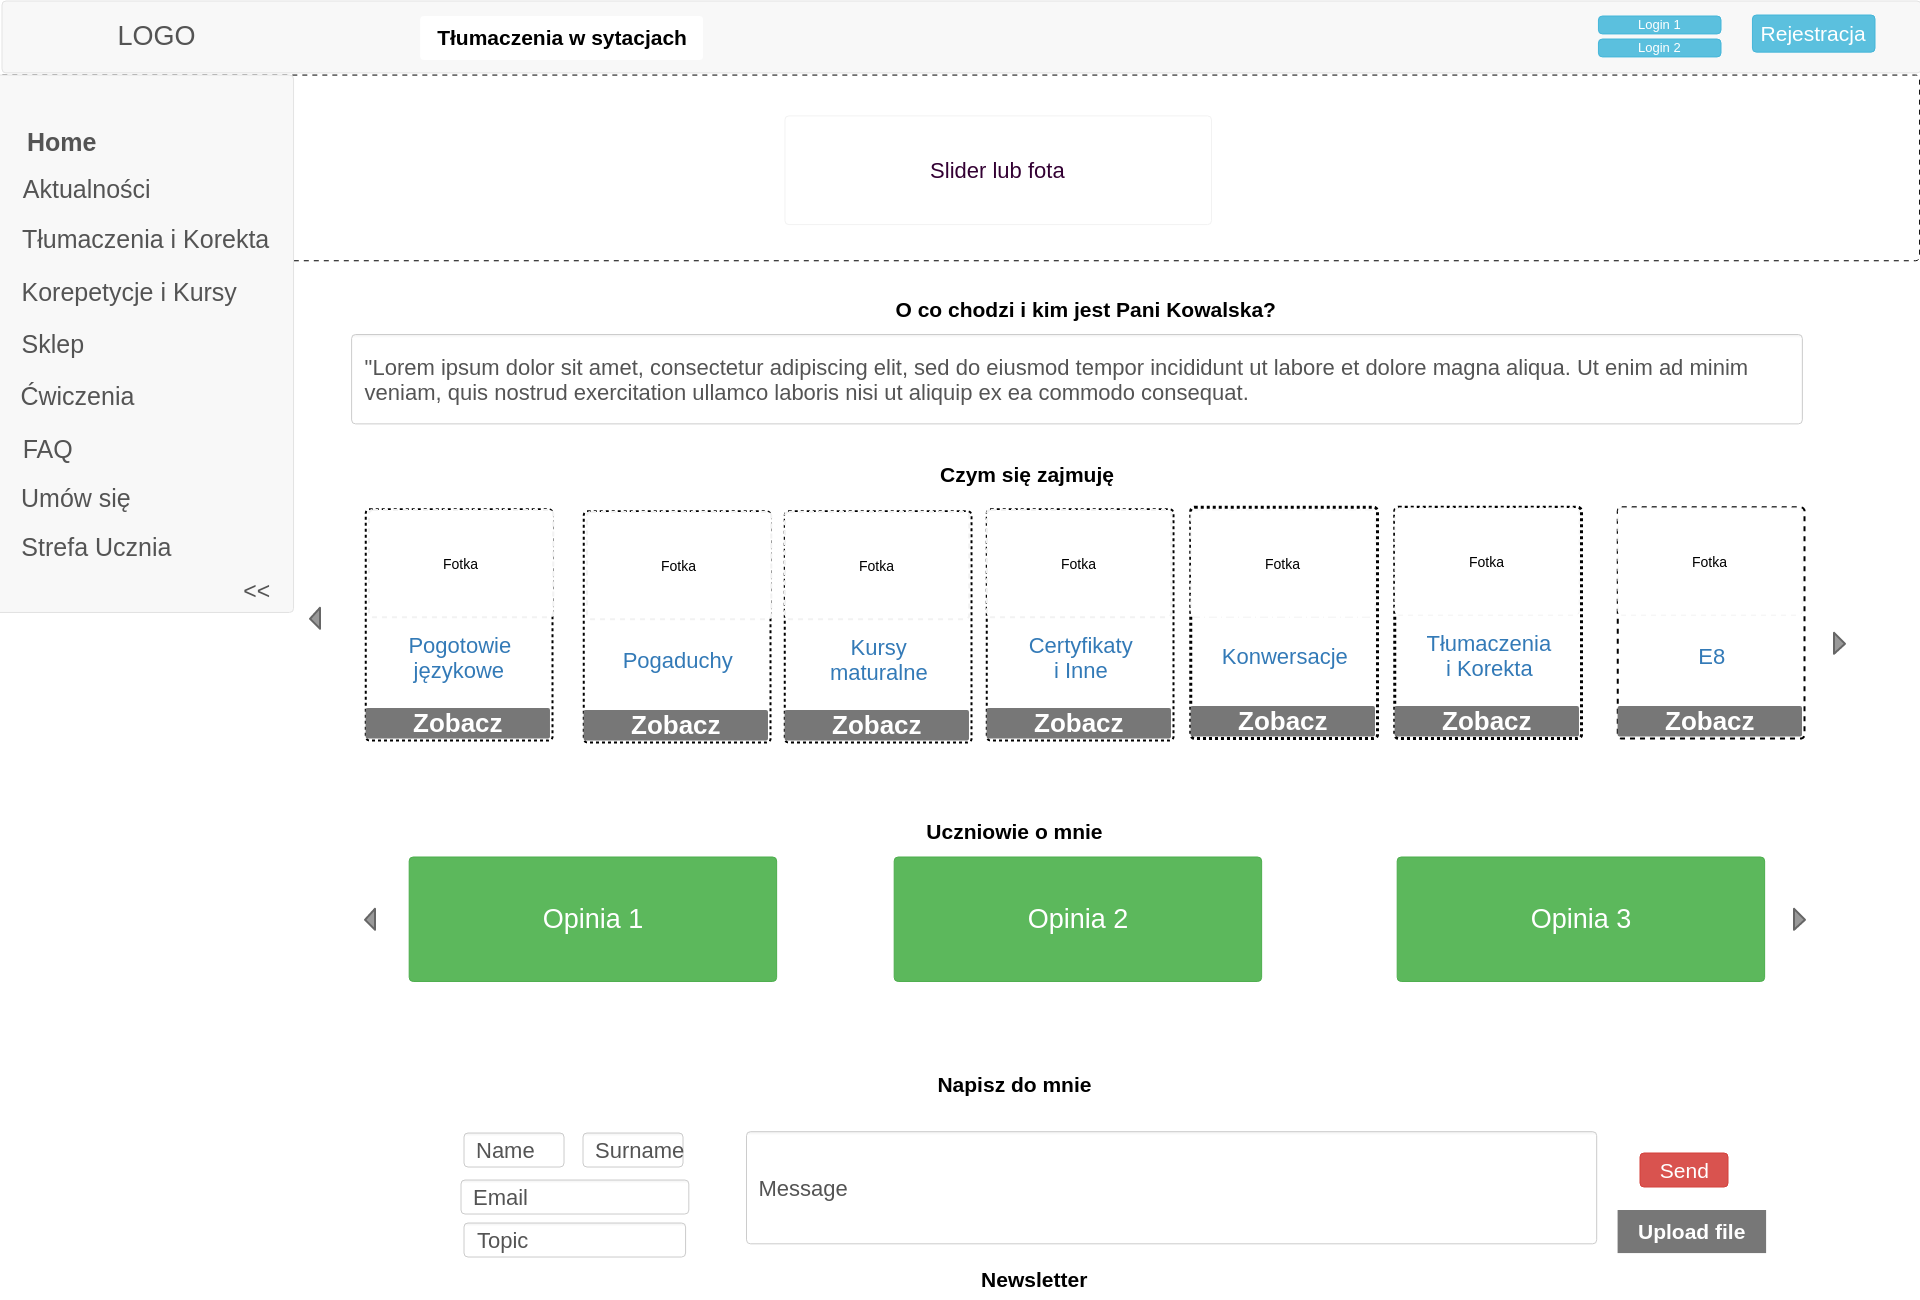 LOGO
Tłumaczenia w sytacjach
Login 1
Login 2
Rejestracja
Home
Aktualności
Tłumaczenia i Korekta
Korepetycje i Kursy
Sklep
Ćwiczenia
FAQ
Umów się
Strefa Ucznia
<<
Slider lub fota
O co chodzi i kim jest Pani Kowalska?
"Lorem ipsum dolor sit amet, consectetur adipiscing elit, sed do eiusmod tempor incididunt ut labore et dolore magna aliqua. Ut enim ad minim
veniam, quis nostrud exercitation ullamco laboris nisi ut aliquip ex ea commodo consequat.
Czym się zajmuję
Fotka
Pogotowie
językowe
Zobacz
Fotka
Pogaduchy
Zobacz
Fotka
Kursy
maturalne
Zobacz
Fotka
Certyfikaty
i Inne
Zobacz
Fotka
Konwersacje
Zobacz
Fotka
Tłumaczenia
i Korekta
Zobacz
Fotka
E8
Zobacz
Uczniowie o mnie
Opinia 1
Opinia 2
Opinia 3
Napisz do mnie
Name
Surname
Email
Topic
Message
Send
Upload file
Newsletter